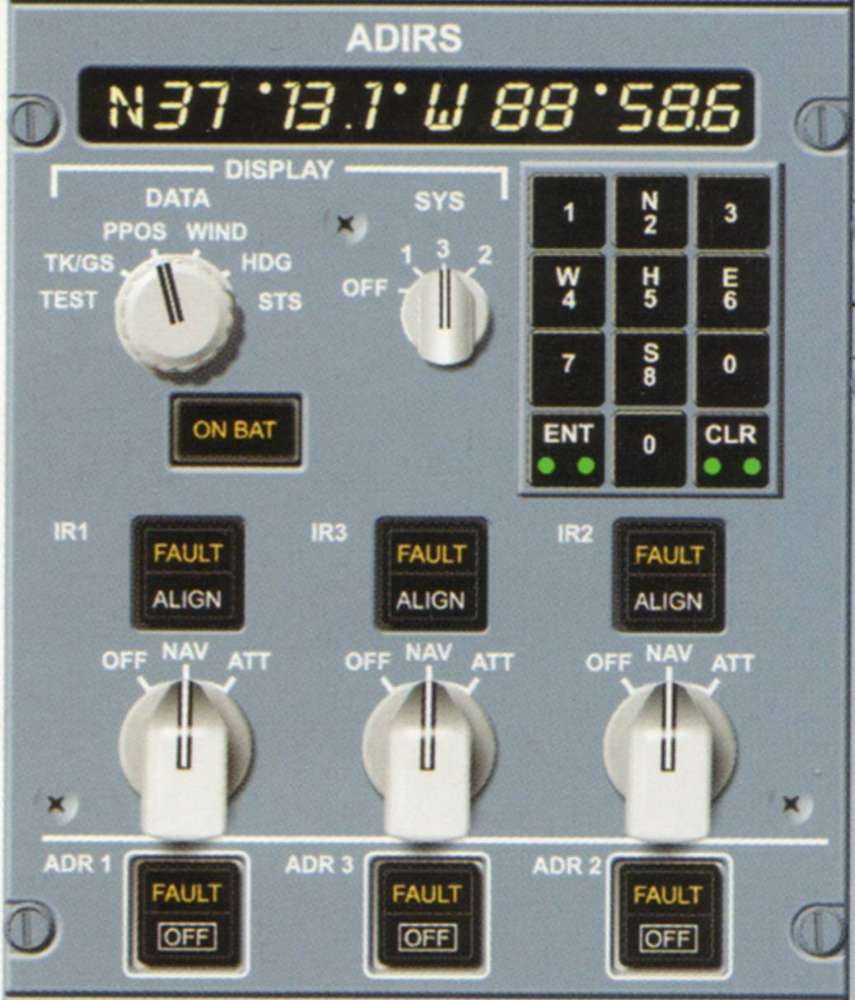 ADIRS
N37°13.1°W 88°58.6
DISPLAY
DATA
SYS
PPOS WIND
TK/GS HDG
TEST STS
1 3 2
OFF
1 N 2 3
W 4 H 5 E 6
7 S 8 0
ENT 0 CLR
ON BAT
IR1 FAULT ALIGN
IR3 FAULT ALIGN
IR2 FAULT ALIGN
OFF NAV ATT
OFF NAV ATT
OFF NAV ATT
ADR 1 FAULT OFF
ADR 3 FAULT OFF
ADR 2 FAULT OFF